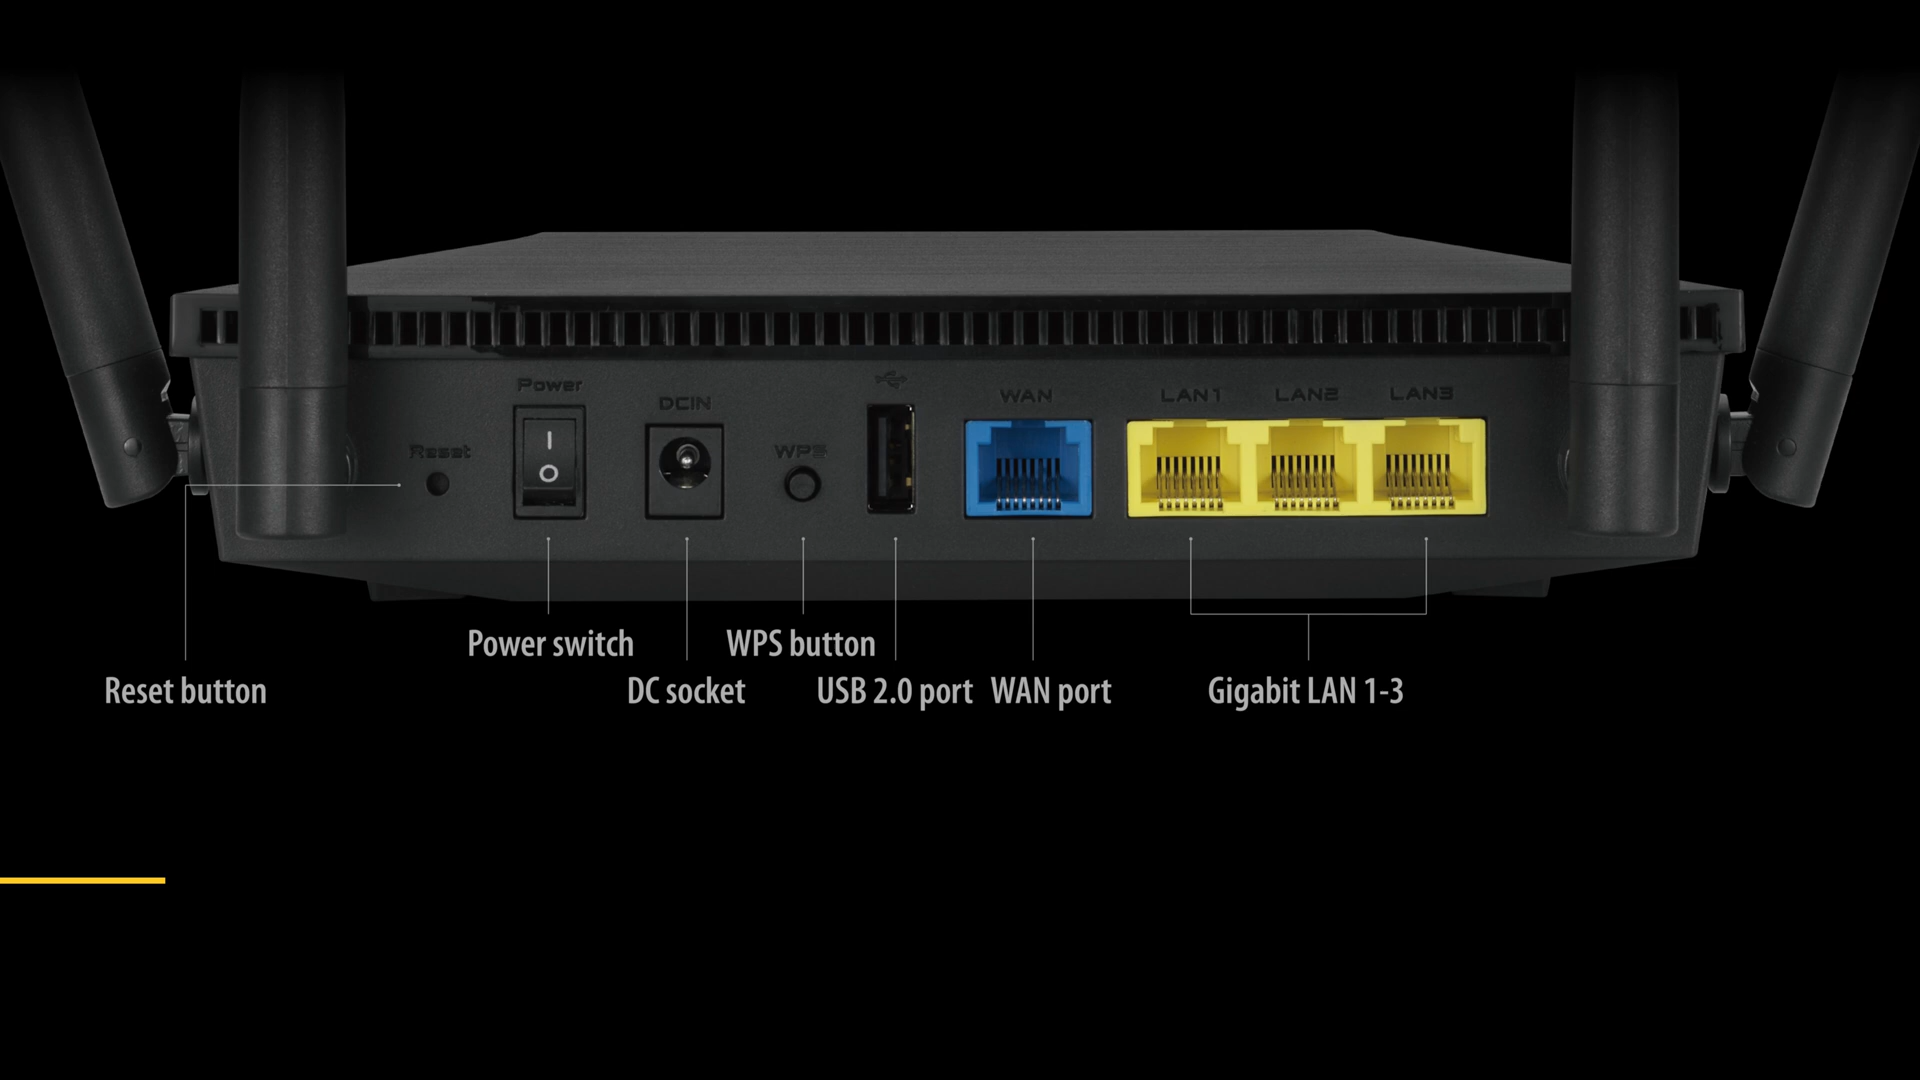 Power
DCIN
WAN
LAN1
LAN2
LAN3
Reset
WPS
Power switch
WPS button
Reset button
DC socket
USB 2.0 port
WAN port
Gigabit LAN 1-3